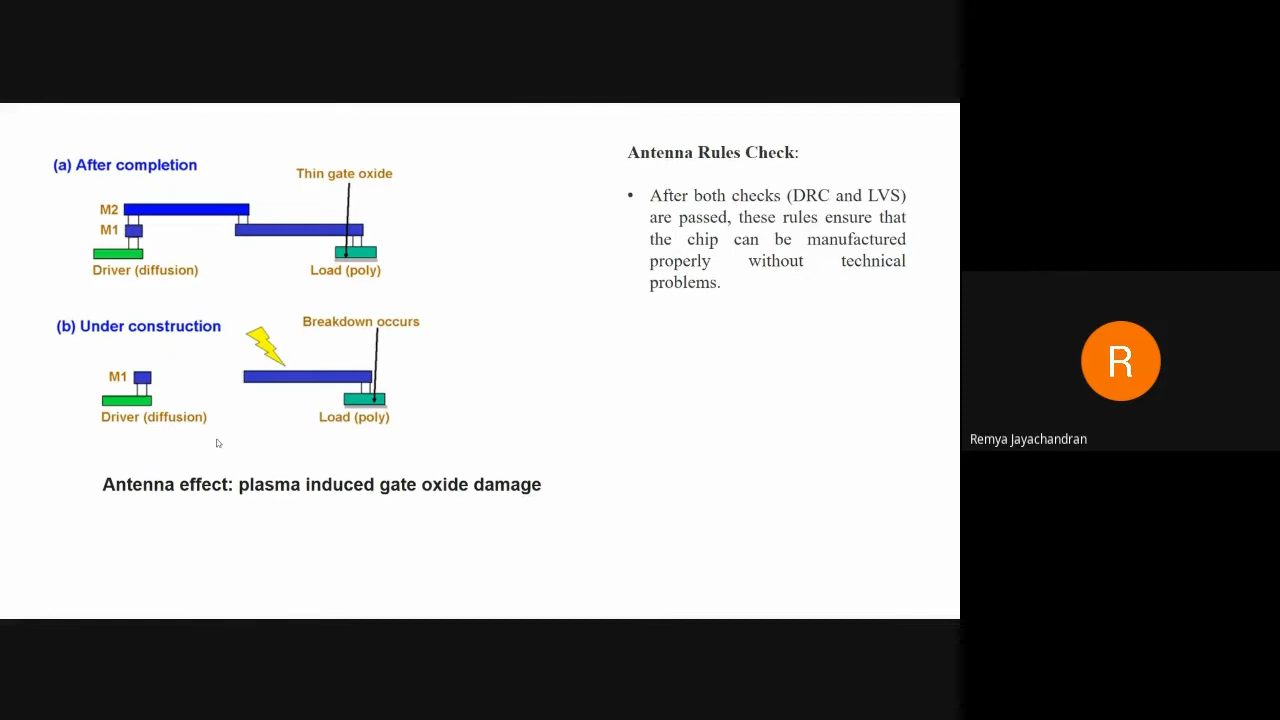 (a) After completion
Thin gate oxide
M2
M1
Driver (diffusion)
Load (poly)
(b) Under construction
Breakdown occurs
M1
Driver (diffusion)
Load (poly)
Antenna effect: plasma induced gate oxide damage
Antenna Rules Check:
• After both checks (DRC and LVS)
are passed, these rules ensure that
the chip can be manufactured
properly without technical
problems.
R
Remya Jayachandran